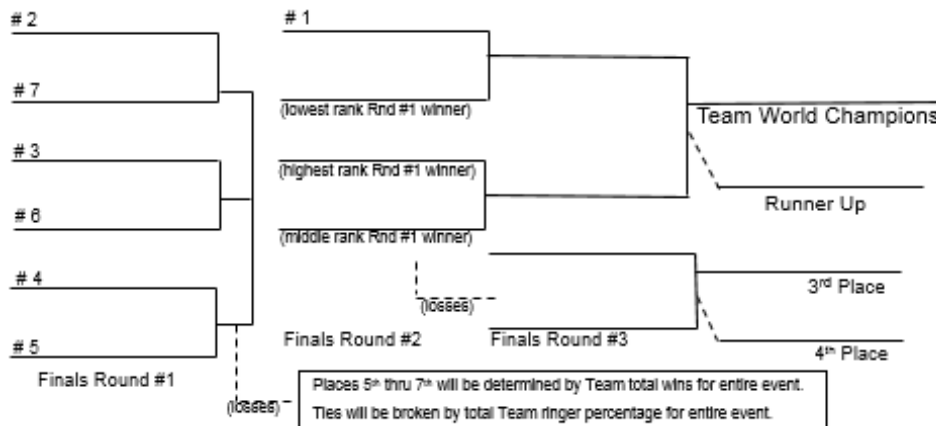 # 2
# 7
# 3
# 6
# 4
# 5
Finals Round #1
(losses)
# 1
(lowest rank Rnd #1 winner)
(highest rank Rnd #1 winner)
(middle rank Rnd #1 winner)
(losses)
Finals Round #2
Finals Round #3
Team World Champions
Runner Up
3rd Place
4th Place
Places 5th thru 7th will be determined by Team total wins for entire event.
Ties will be broken by total Team ringer percentage for entire event.